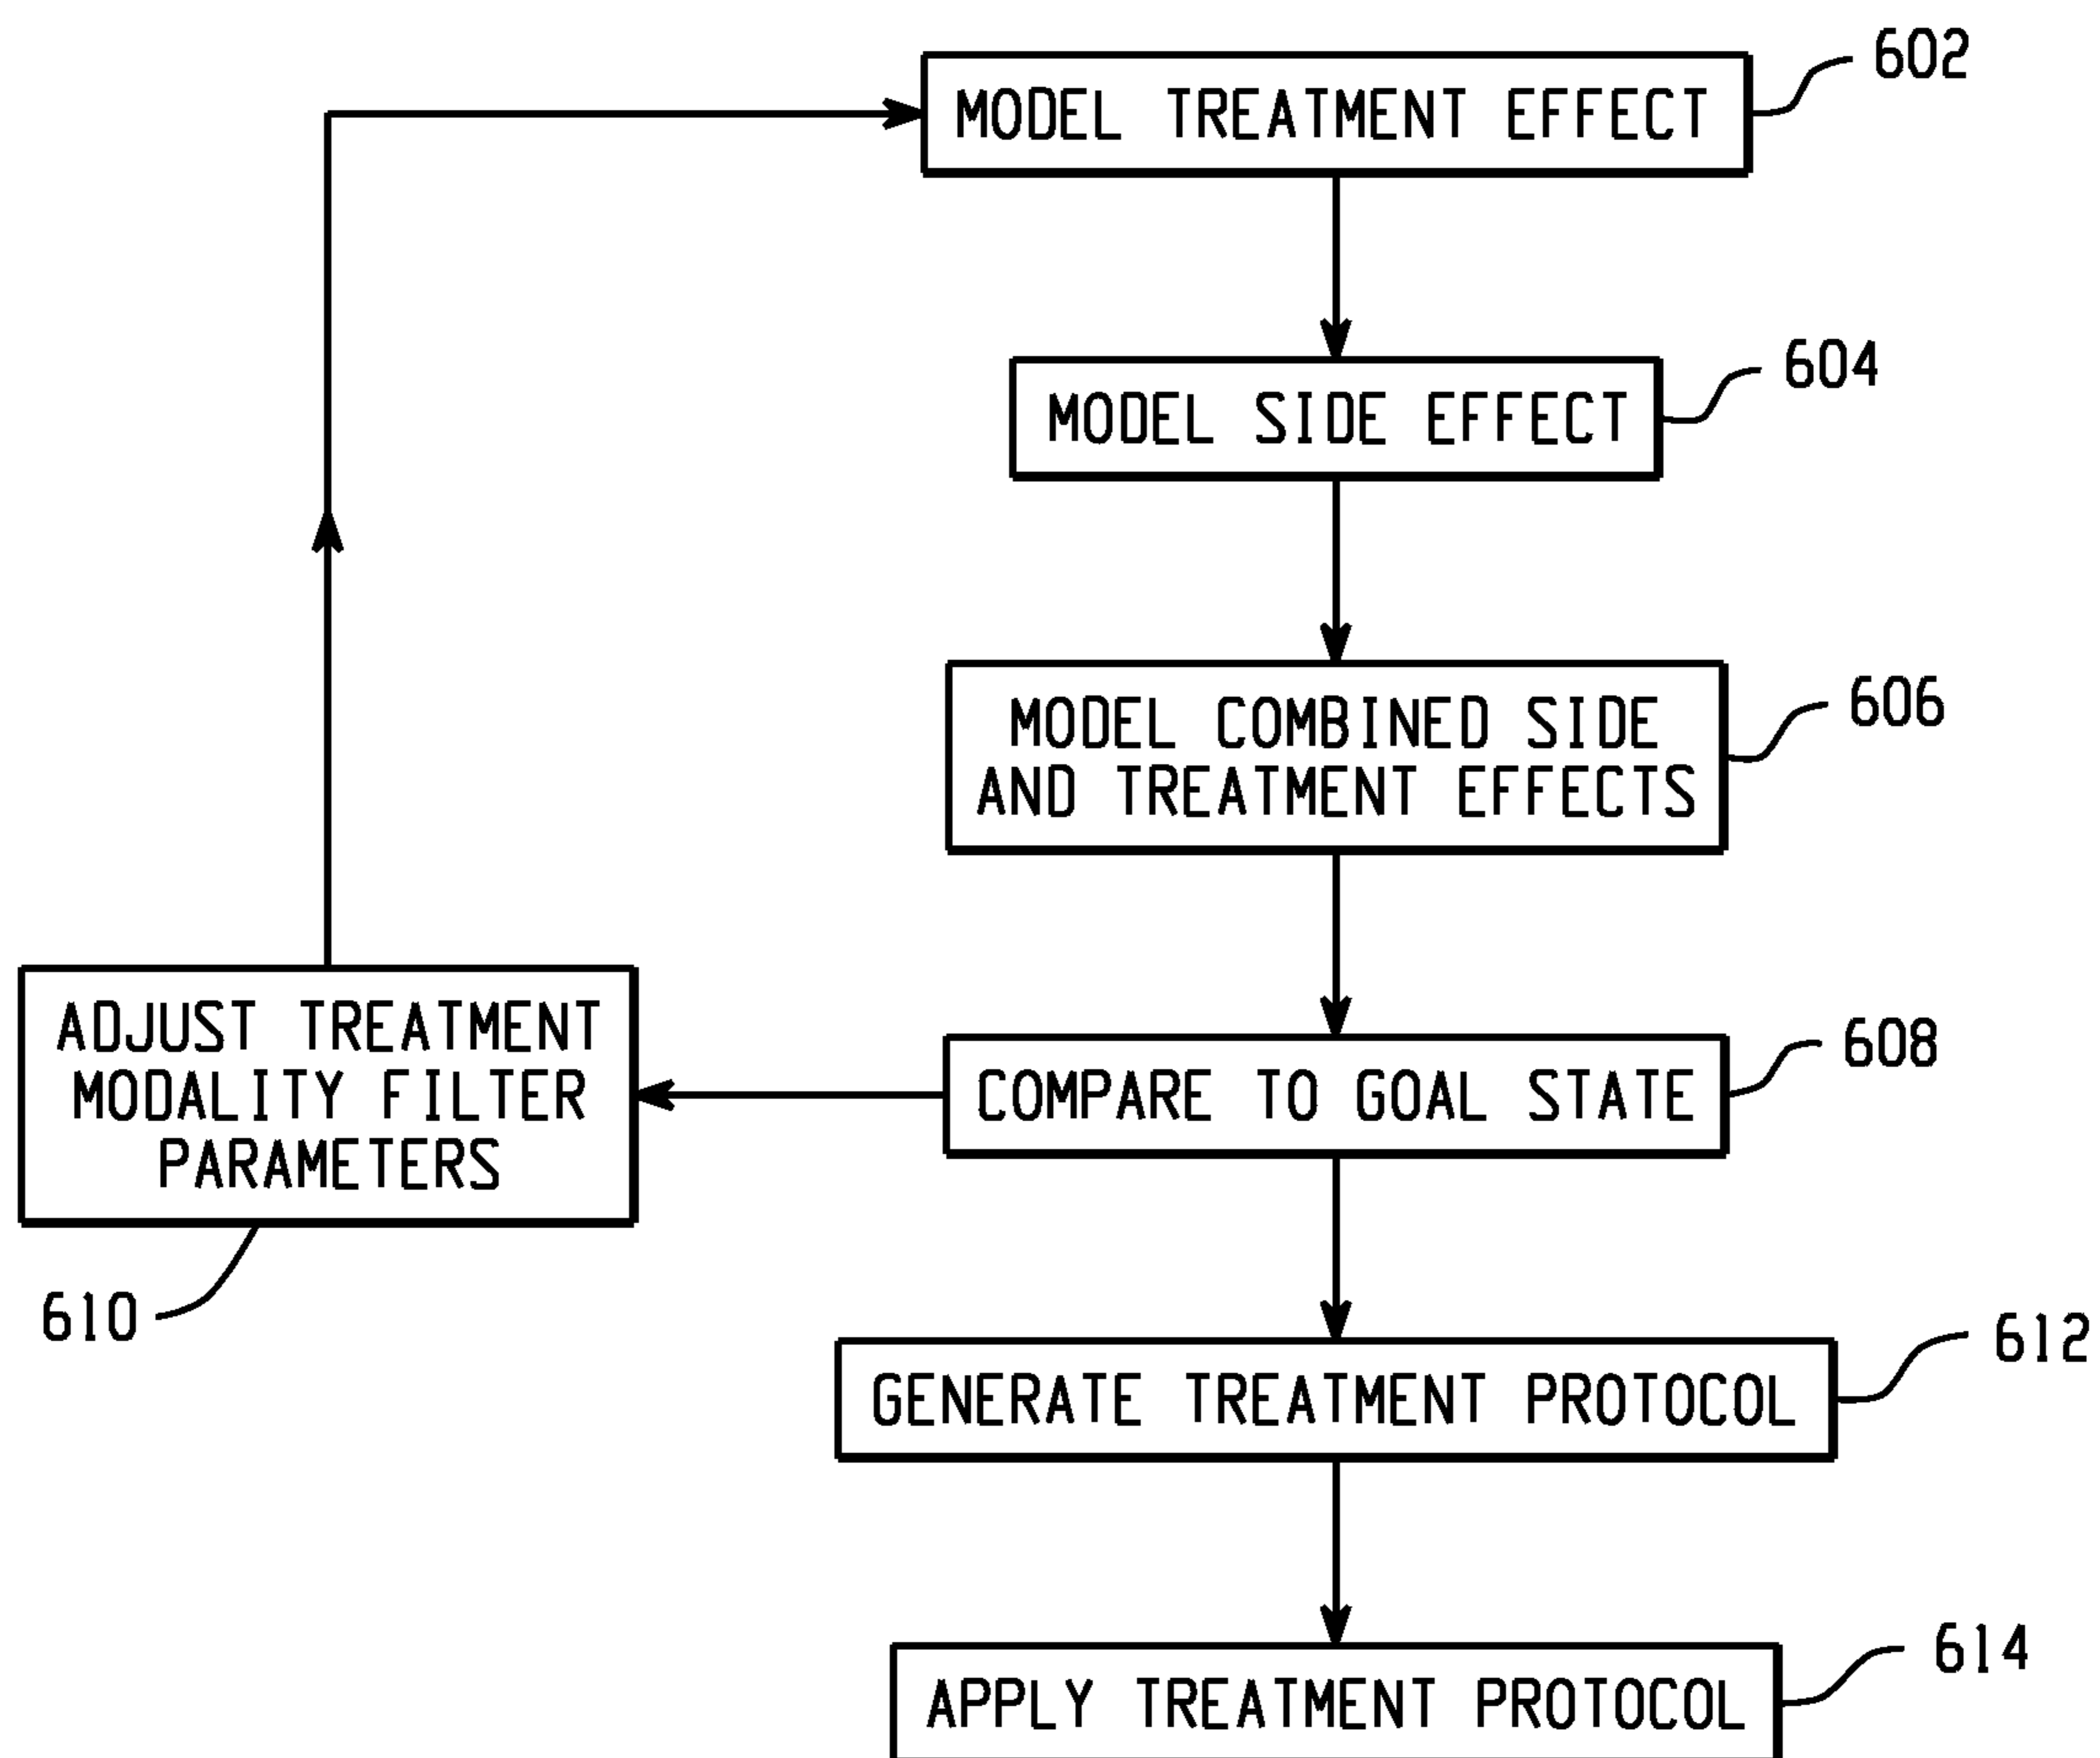 MODEL TREATMENT EFFECT
602
MODEL SIDE EFFECT
604
MODEL COMBINED SIDE
AND TREATMENT EFFECTS
606
COMPARE TO GOAL STATE
608
ADJUST TREATMENT
MODALITY FILTER
PARAMETERS
610
GENERATE TREATMENT PROTOCOL
612
APPLY TREATMENT PROTOCOL
614